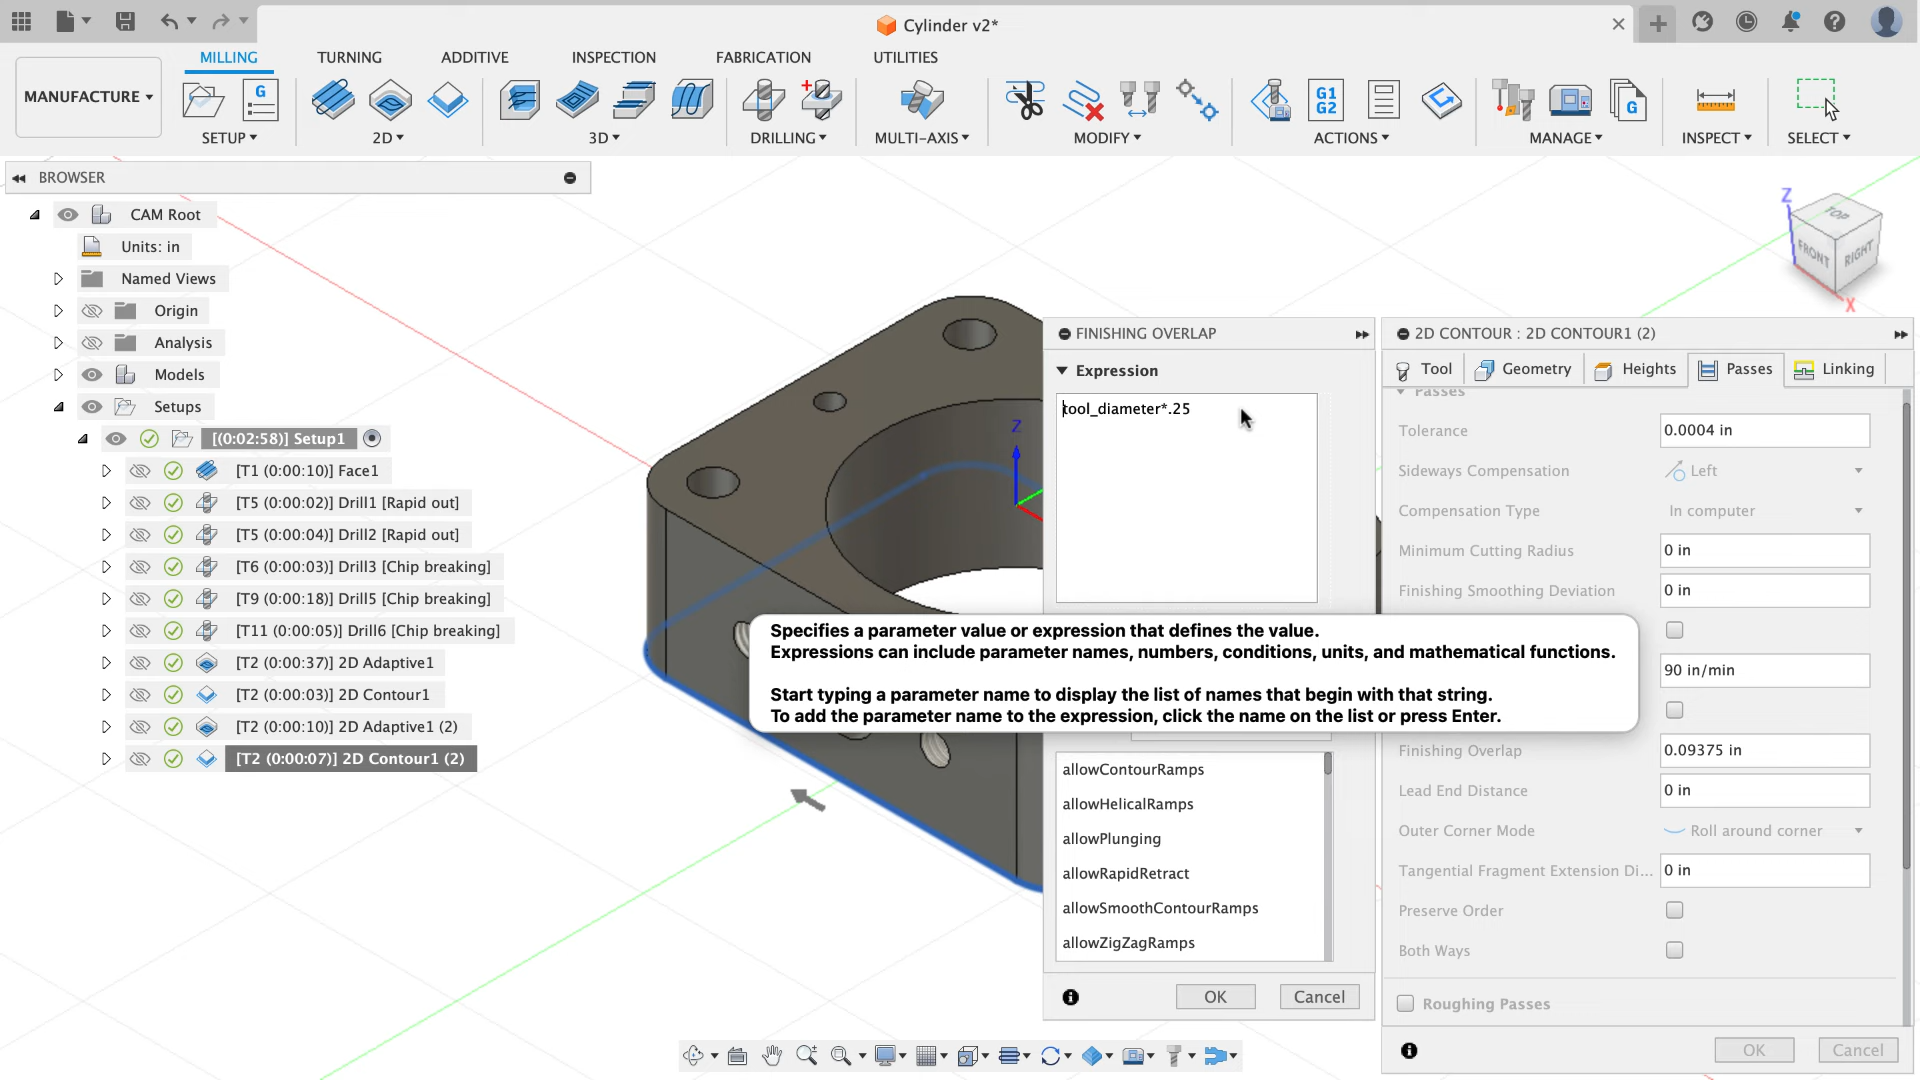 Cylinder v2*
MANUFACTURE
MILLING
TURNING
ADDITIVE
INSPECTION
FABRICATION
UTILITIES
G
G1
G2
G
SETUP
2D
3D
DRILLING
MULTI-AXIS
MODIFY
ACTIONS
MANAGE
INSPECT
SELECT
BROWSER
CAM Root
Units: in
Named Views
Origin
Analysis
Models
Setups
[(0:02:58)] Setup1
[T1 (0:00:10)] Face1
[T5 (0:00:02)] Drill1 [Rapid out]
[T5 (0:00:04)] Drill2 [Rapid out]
[T6 (0:00:03)] Drill3 [Chip breaking]
[T9 (0:00:18)] Drill5 [Chip breaking]
[T11 (0:00:05)] Drill6 [Chip breaking]
[T2 (0:00:37)] 2D Adaptive1
[T2 (0:00:03)] 2D Contour1
[T2 (0:00:10)] 2D Adaptive1 (2)
[T2 (0:00:07)] 2D Contour1 (2)
Z
TOP
FRONT
RIGHT
X
Z
FINISHING OVERLAP
Expression
tool_diameter*.25
Specifies a parameter value or expression that defines the value.
Expressions can include parameter names, numbers, conditions, units, and mathematical functions.
Start typing a parameter name to display the list of names that begin with that string.
To add the parameter name to the expression, click the name on the list or press Enter.
allowContourRamps
allowHelicalRamps
allowPlunging
allowRapidRetract
allowSmoothContourRamps
allowZigZagRamps
OK
Cancel
2D CONTOUR : 2D CONTOUR1 (2)
Tool
Geometry
Heights
Passes
Linking
Passes
Tolerance
0.0004 in
Sideways Compensation
Left
Compensation Type
In computer
Minimum Cutting Radius
0 in
Finishing Smoothing Deviation
0 in
90 in/min
Finishing Overlap
0.09375 in
Lead End Distance
0 in
Outer Corner Mode
Roll around corner
Tangential Fragment Extension Di...
0 in
Preserve Order
Both Ways
Roughing Passes
OK
Cancel